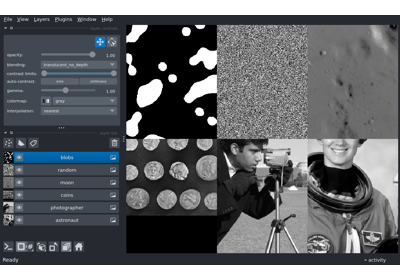 File View Layers Plugins Window Help
opacity: 1.00
blending: translucent_no_depth
contrast limits:
auto-contrast: once continuous
gamma: 1.00
colormap: gray
interpolation: nearest
blobs
random
moon
coins
photographer
astronaut
Ready
activity